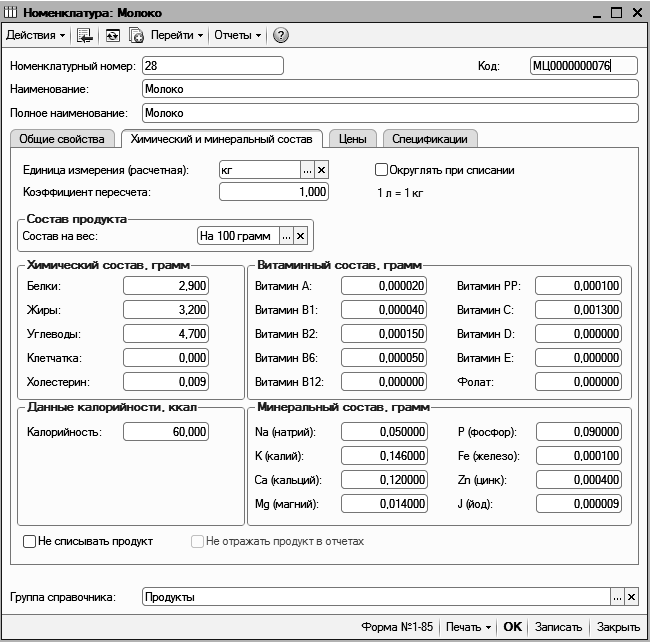 Номенклатура: Молоко
Действия Перейти Отчеты ?
Номенклатурный номер: 28 Код: МЦ0000000076
Наименование: Молоко
Полное наименование: Молоко
Общие свойства Химический и минеральный состав Цены Спецификации
Единица измерения (расчетная): кг ... × Округлять при списании
Коэффициент пересчета: 1,000 1 л = 1 кг
Состав продукта
Состав на вес: На 100 грамм ... ×
Химический состав, грамм Витаминный состав, грамм
Белки: 2,900 Витамин А: 0,000020 Витамин РР: 0,000100
Жиры: 3,200 Витамин В1: 0,000040 Витамин С: 0,001300
Углеводы: 4,700 Витамин В2: 0,000150 Витамин D: 0,000000
Клетчатка: 0,000 Витамин В6: 0,000050 Витамин Е: 0,000000
Холестерин: 0,009 Витамин В12: 0,000000 Фолат: 0,000000
Данные калорийности, ккал Минеральный состав, грамм
Калорийность: 60,000 Na (натрий): 0,050000 P (фосфор): 0,090000
K (калий): 0,146000 Fe (железо): 0,000100
Ca (кальций): 0,120000 Zn (цинк): 0,000400
Mg (магний): 0,014000 J (йод): 0,000009
Не списывать продукт Не отражать продукт в отчетах
Группа справочника: Продукты ... ×
Форма №1-85 Печать OK Записать Закрыть